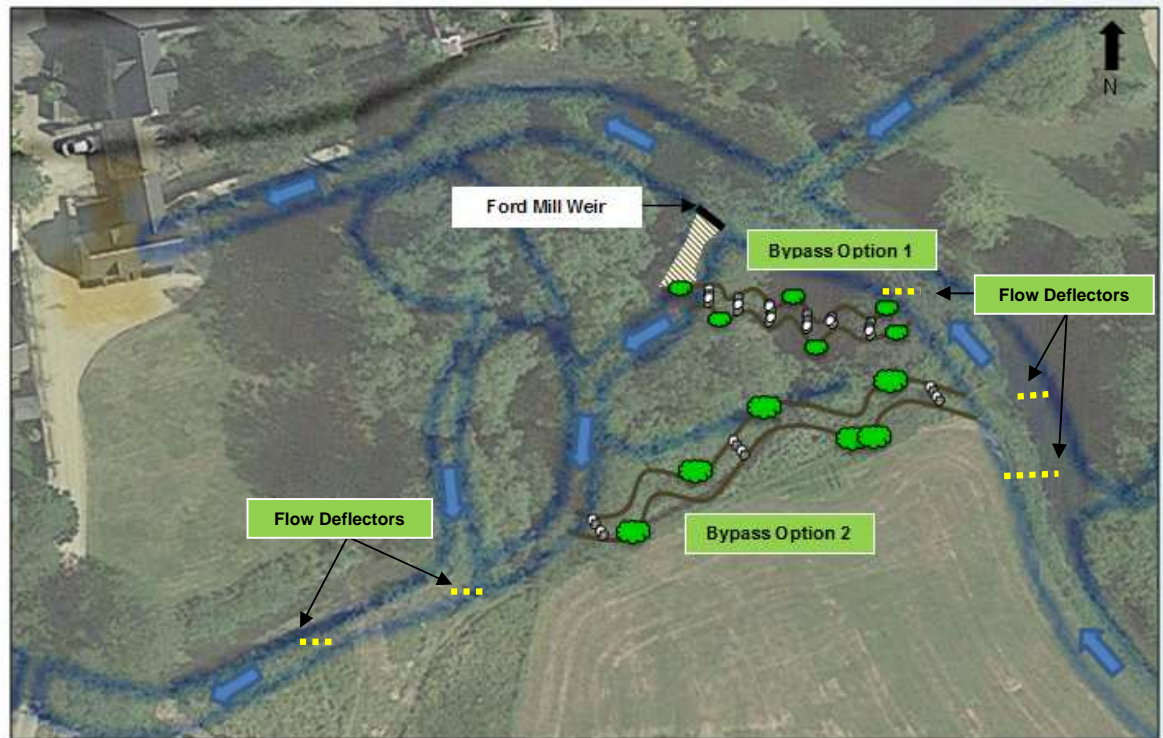 N
Ford Mill Weir
Bypass Option 1
Flow Deflectors
Flow Deflectors
Bypass Option 2